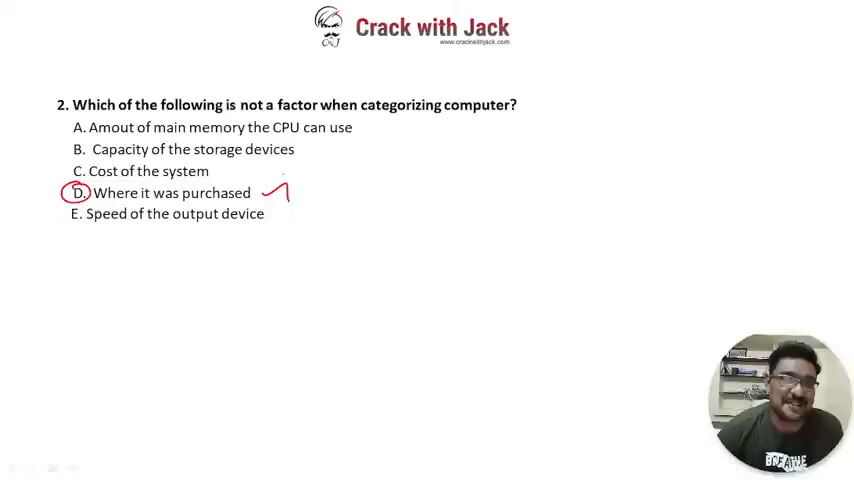 Crack with Jack
www.crackwithjack.com
CWJ
2. Which of the following is not a factor when categorizing computer?
A. Amout of main memory the CPU can use
B. Capacity of the storage devices
C. Cost of the system
D. Where it was purchased
E. Speed of the output device
BREATHE